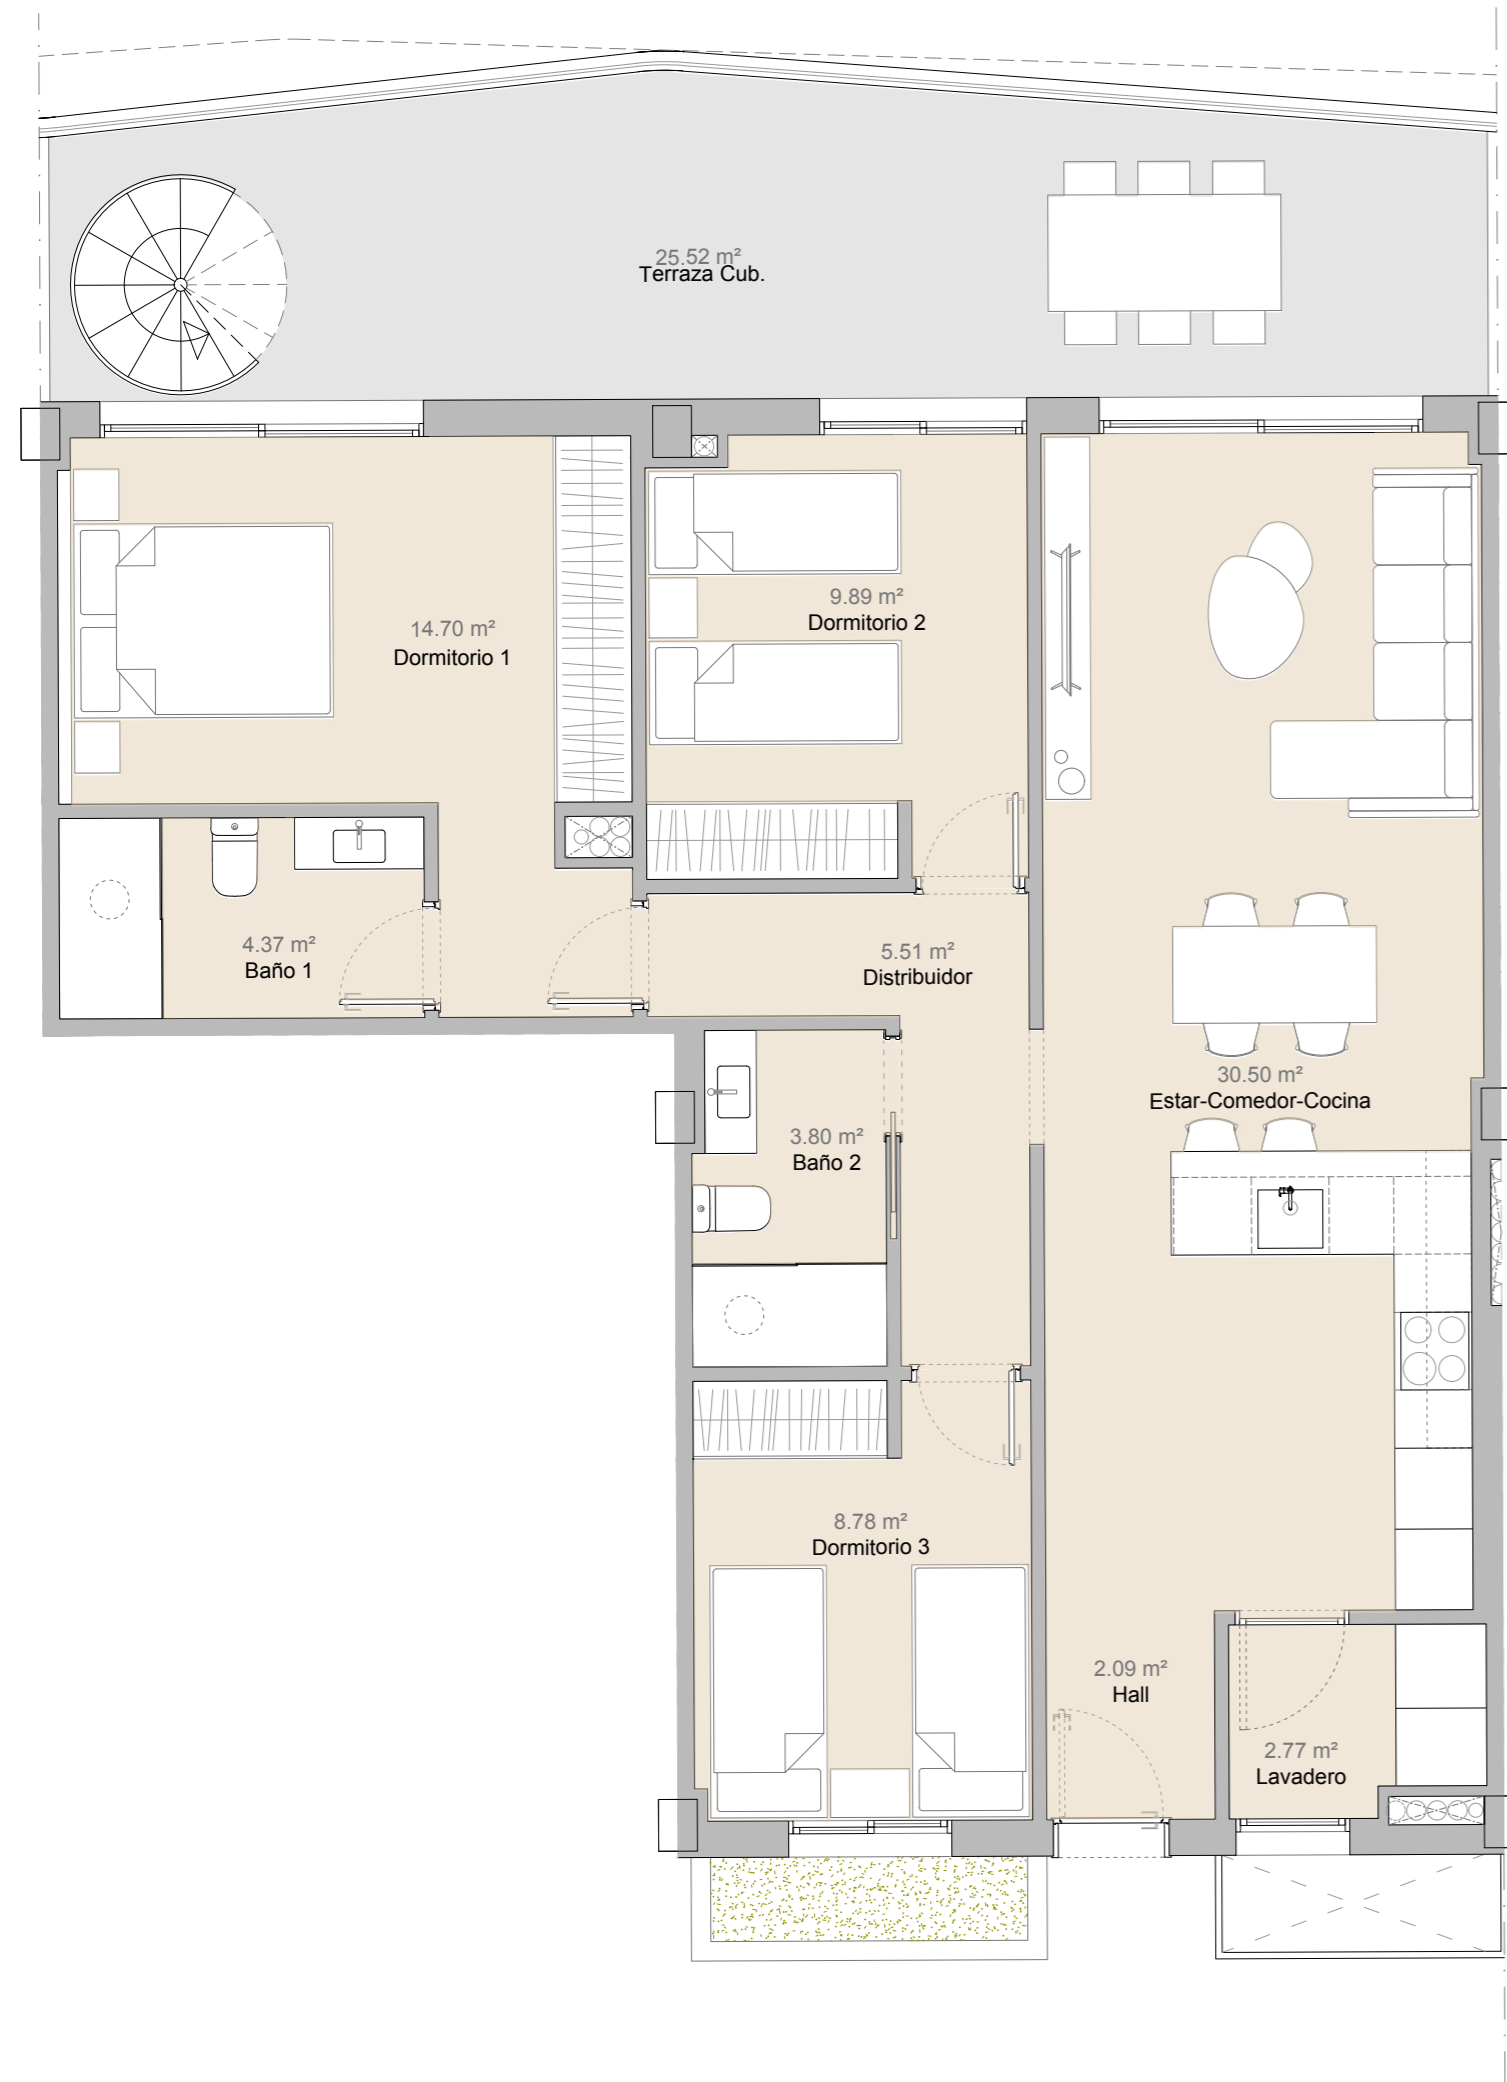 25.52 m²
Terraza Cub.
9.89 m²
Dormitorio 2
14.70 m²
Dormitorio 1
4.37 m²
Baño 1
5.51 m²
Distribuidor
30.50 m²
Estar-Comedor-Cocina
3.80 m²
Baño 2
8.78 m²
Dormitorio 3
2.09 m²
Hall
2.77 m²
Lavadero